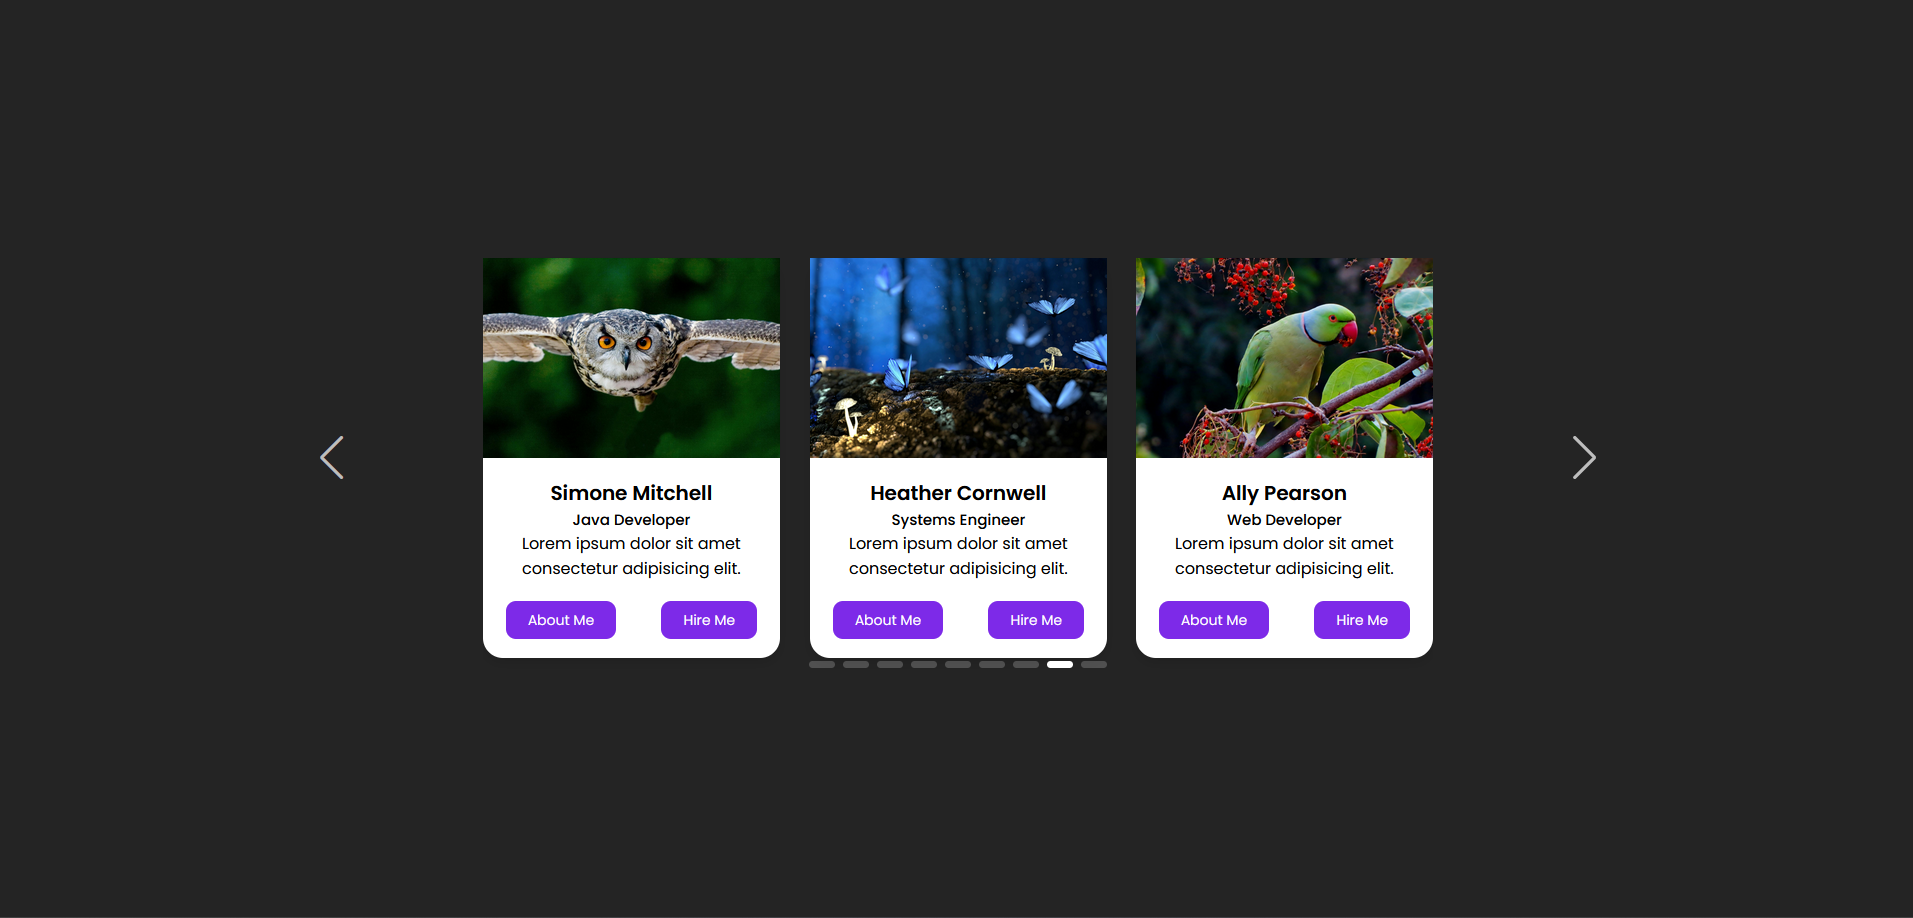 Simone Mitchell
Java Developer
Lorem ipsum dolor sit amet
consectetur adipisicing elit.
About Me
Hire Me
Heather Cornwell
Systems Engineer
Lorem ipsum dolor sit amet
consectetur adipisicing elit.
About Me
Hire Me
Ally Pearson
Web Developer
Lorem ipsum dolor sit amet
consectetur adipisicing elit.
About Me
Hire Me